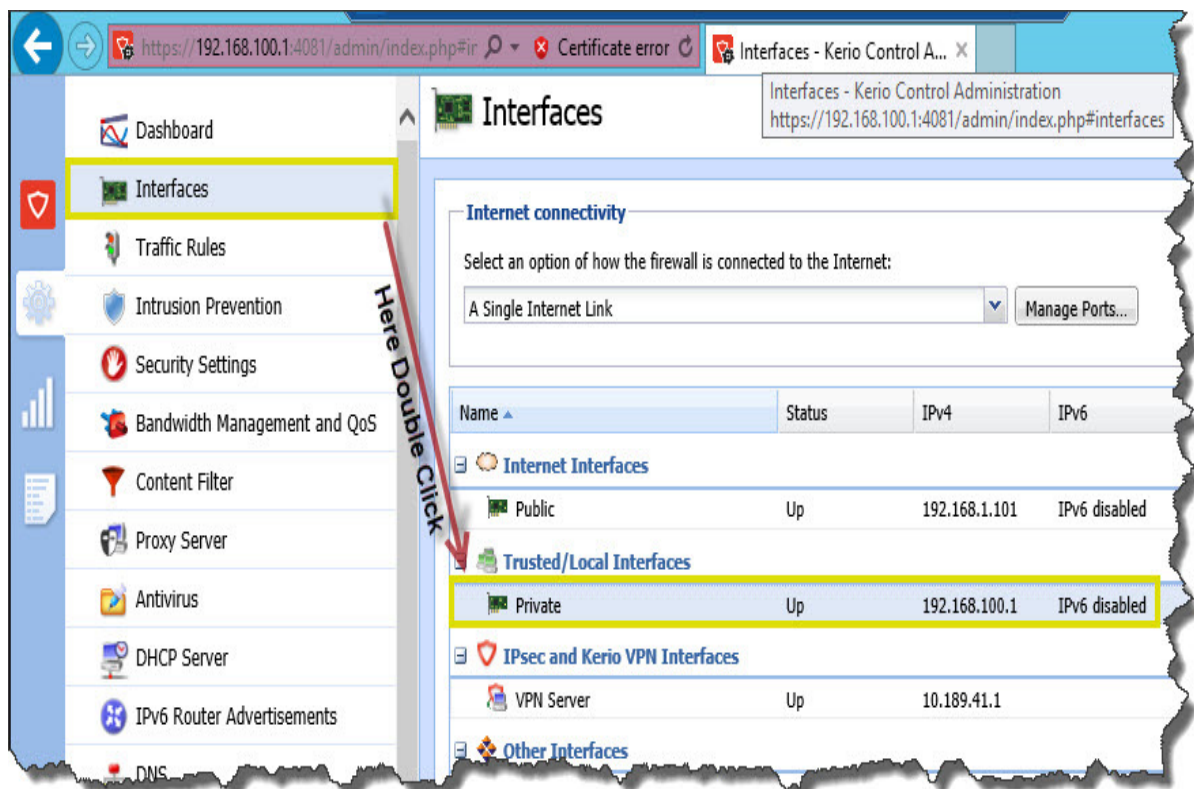 https://192.168.100.1:4081/admin/index.php#ir
Certificate error
Interfaces - Kerio Control A...
Interfaces - Kerio Control Administration
https://192.168.100.1:4081/admin/index.php#interfaces
Dashboard
Interfaces
Traffic Rules
Intrusion Prevention
Security Settings
Bandwidth Management and QoS
Content Filter
Proxy Server
Antivirus
DHCP Server
IPv6 Router Advertisements
DNS
Here Double Click
Interfaces
Internet connectivity
Select an option of how the firewall is connected to the Internet:
A Single Internet Link
Manage Ports...
Name Status IPv4 IPv6
Internet Interfaces
Public Up 192.168.1.101 IPv6 disabled
Trusted/Local Interfaces
Private Up 192.168.100.1 IPv6 disabled
IPsec and Kerio VPN Interfaces
VPN Server Up 10.189.41.1
Other Interfaces